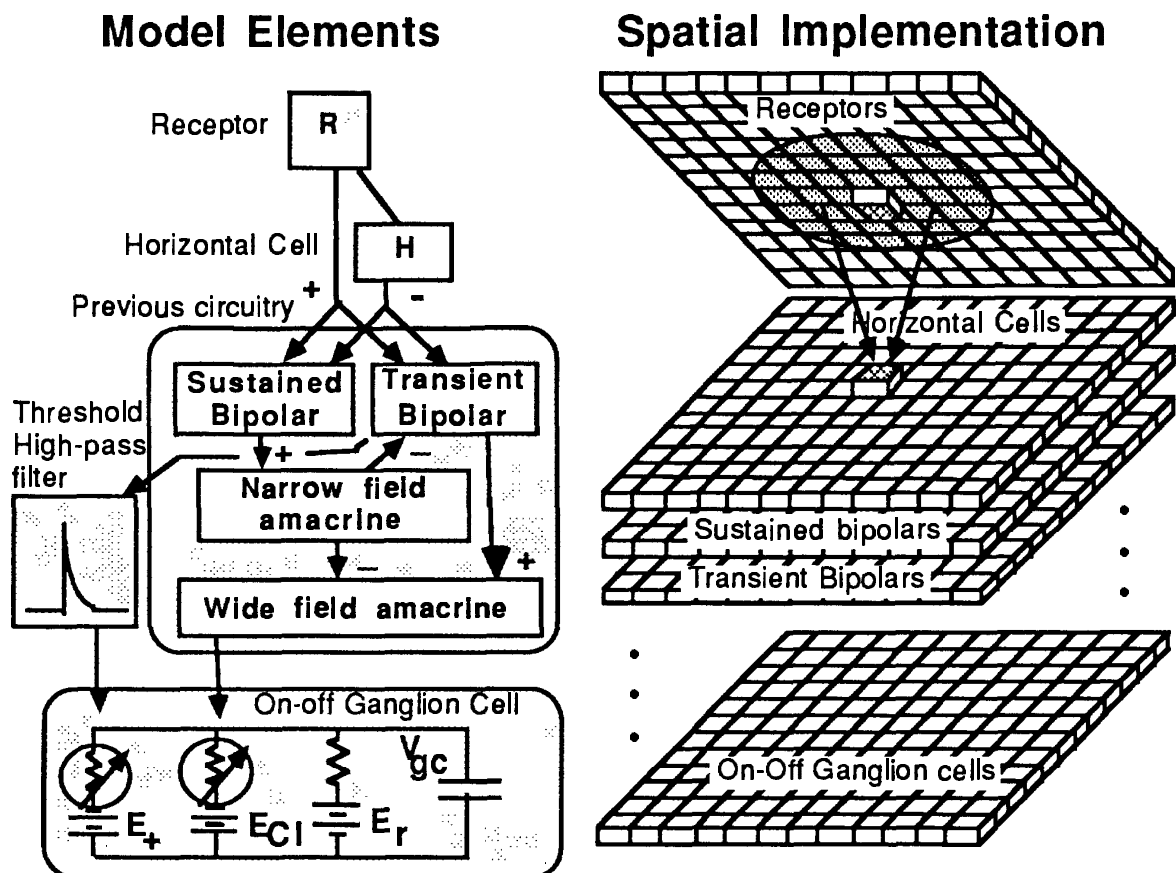 Model Elements
Spatial Implementation
Receptor
R
Horizontal Cell
H
Previous circuitry
+
-
Sustained
Bipolar
Transient
Bipolar
Threshold
High-pass
filter
+
–
Narrow field
amacrine
–
+
Wide field amacrine
On-off Ganglion Cell
Vgc
E+
ECl
Er
Receptors
Horizontal Cells
Sustained bipolars
Transient Bipolars
On-Off Ganglion cells